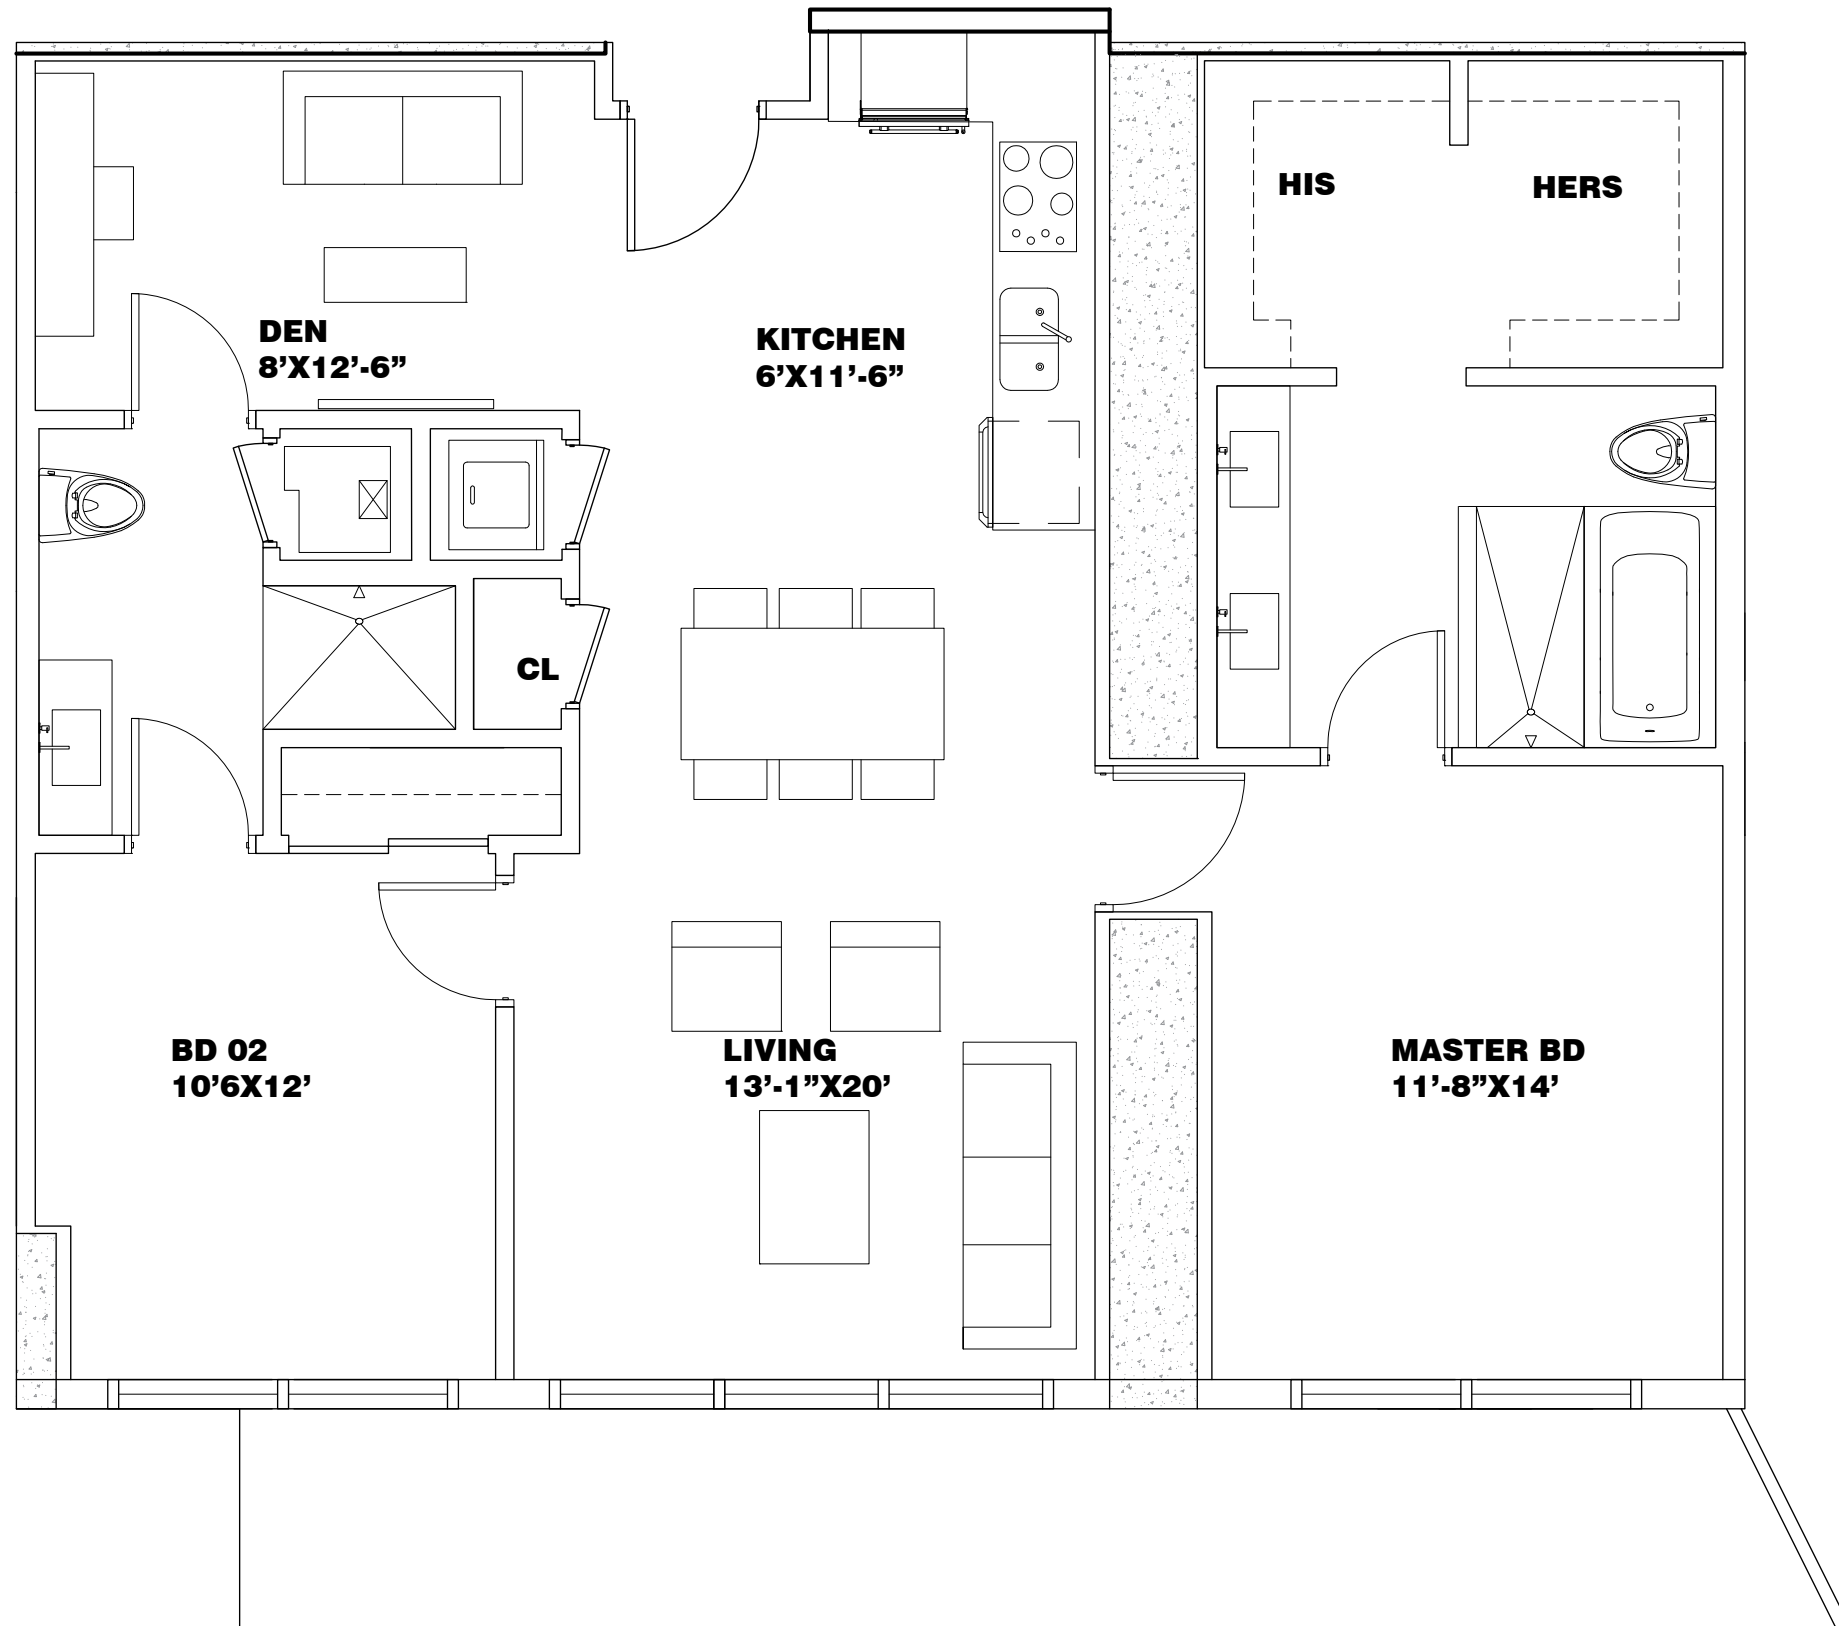 HIS
HERS
DEN
8’X12’-6”
KITCHEN
6’X11’-6”
CL
BD 02
10’6X12’
LIVING
13’-1”X20’
MASTER BD
11’-8”X14’